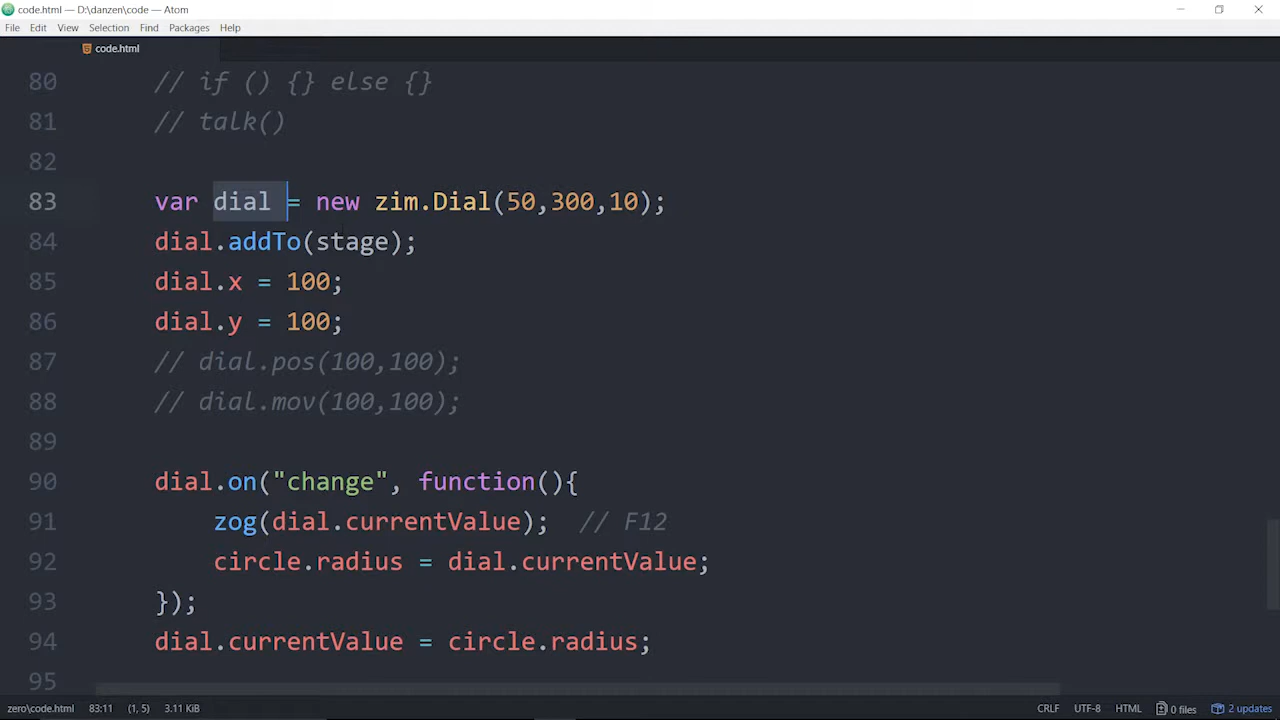 code.html — D:\danzen\code — Atom
File Edit View Selection Find Packages Help
code.html
80 // if () {} else {}
81 // talk()
82
83 var dial = new zim.Dial(50,300,10);
84 dial.addTo(stage);
85 dial.x = 100;
86 dial.y = 100;
87 // dial.pos(100,100);
88 // dial.mov(100,100);
89
90 dial.on("change", function(){
91 zog(dial.currentValue); // F12
92 circle.radius = dial.currentValue;
93 });
94 dial.currentValue = circle.radius;
95
zero\code.html 83:11 (1, 5) 3.11 KiB CRLF UTF-8 HTML 0 files 2 updates